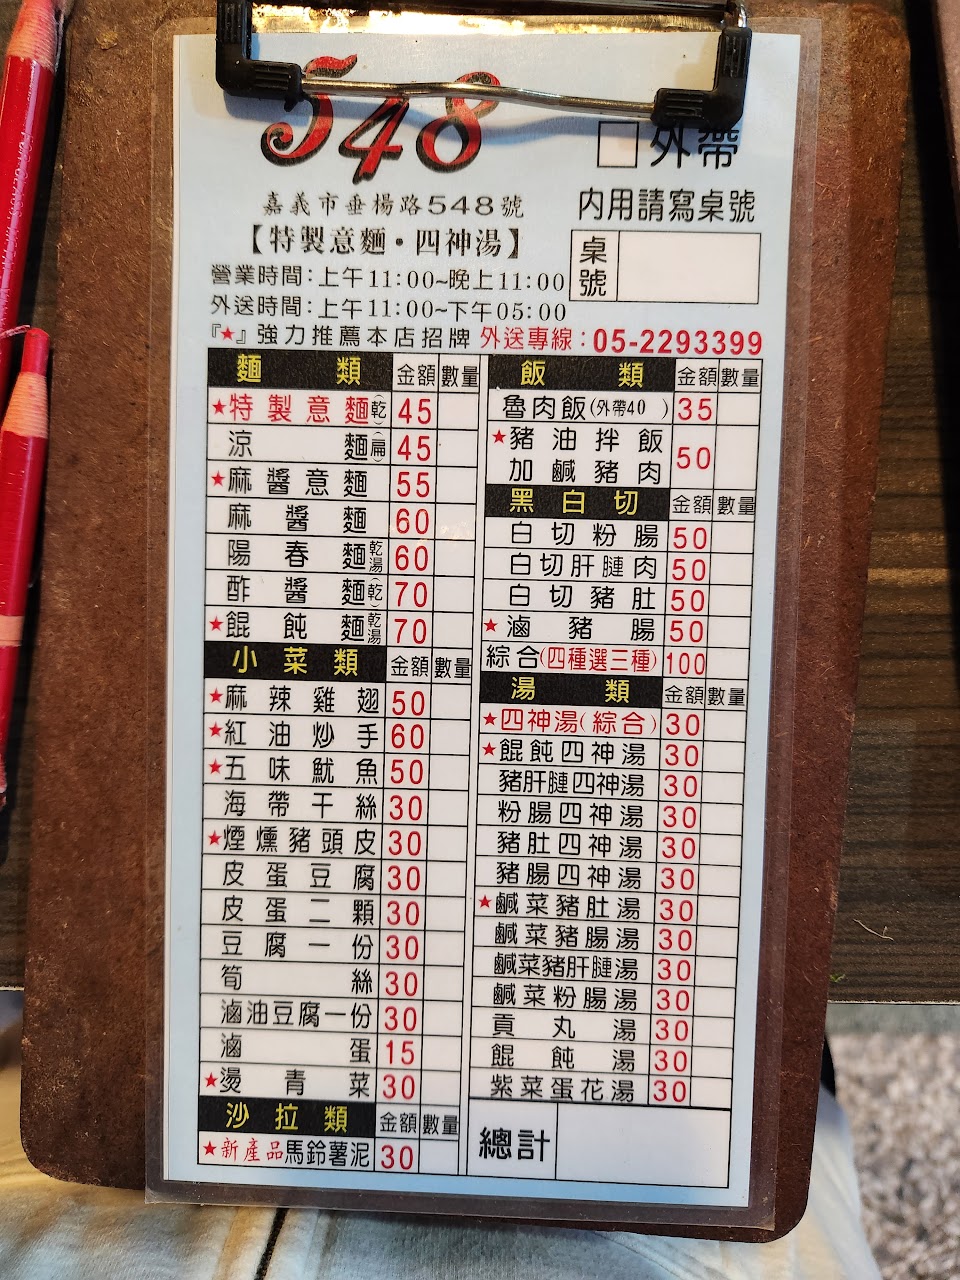 548
外帶
嘉義市垂楊路548號
內用請寫桌號
【特製意麵・四神湯】
桌號
營業時間：上午11:00~晚上11:00
外送時間：上午11:00~下午05:00
『★』強力推薦本店招牌 外送專線：05-2293399
麵類 金額 數量
★特製意麵(乾) 45
涼麵(扁) 45
★麻醬意麵 55
麻醬麵 60
陽春麵 乾湯 60
酢醬麵(乾) 70
★餛飩麵 乾湯 70
小菜類 金額 數量
★麻辣雞翅 50
★紅油炒手 60
★五味魷魚 50
海帶干絲 30
★煙燻豬頭皮 30
皮蛋豆腐 30
皮蛋二顆 30
豆腐一份 30
筍絲 30
滷油豆腐一份 30
滷蛋 15
★燙青菜 30
沙拉類 金額 數量
★新產品馬鈴薯泥 30
飯類 金額 數量
魯肉飯(外帶40 ) 35
★豬油拌飯
加鹹豬肉 50
黑白切 金額 數量
白切粉腸 50
白切肝膁肉 50
白切豬肚 50
★滷豬腸 50
綜合(四種選三種) 100
湯類 金額 數量
★四神湯(綜合) 30
★餛飩四神湯 30
豬肝膁四神湯 30
粉腸四神湯 30
豬肚四神湯 30
豬腸四神湯 30
★鹹菜豬肚湯 30
鹹菜豬腸湯 30
鹹菜豬肝膁湯 30
鹹菜粉腸湯 30
貢丸湯 30
餛飩湯 30
紫菜蛋花湯 30
總計